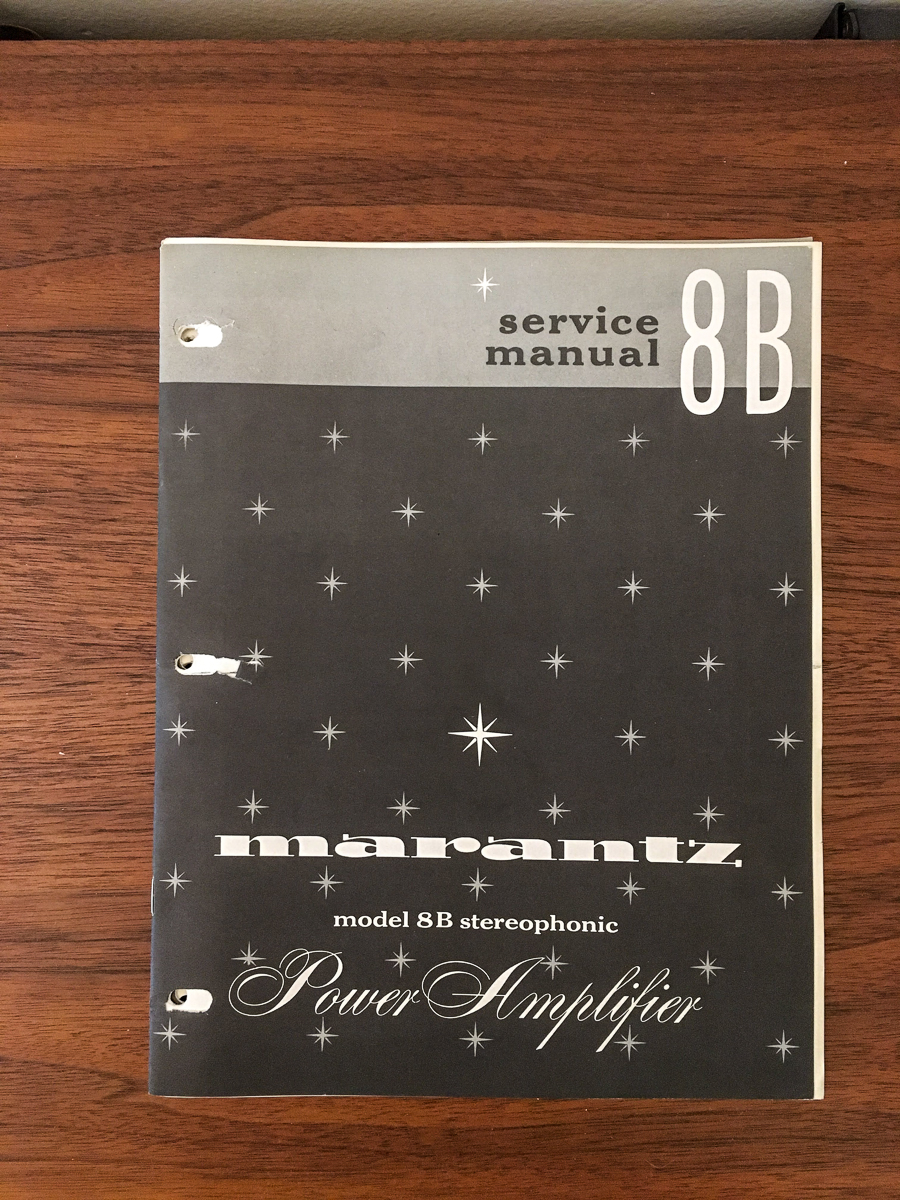 service
manual
8B
marantz
model 8B stereophonic
Power Amplifier